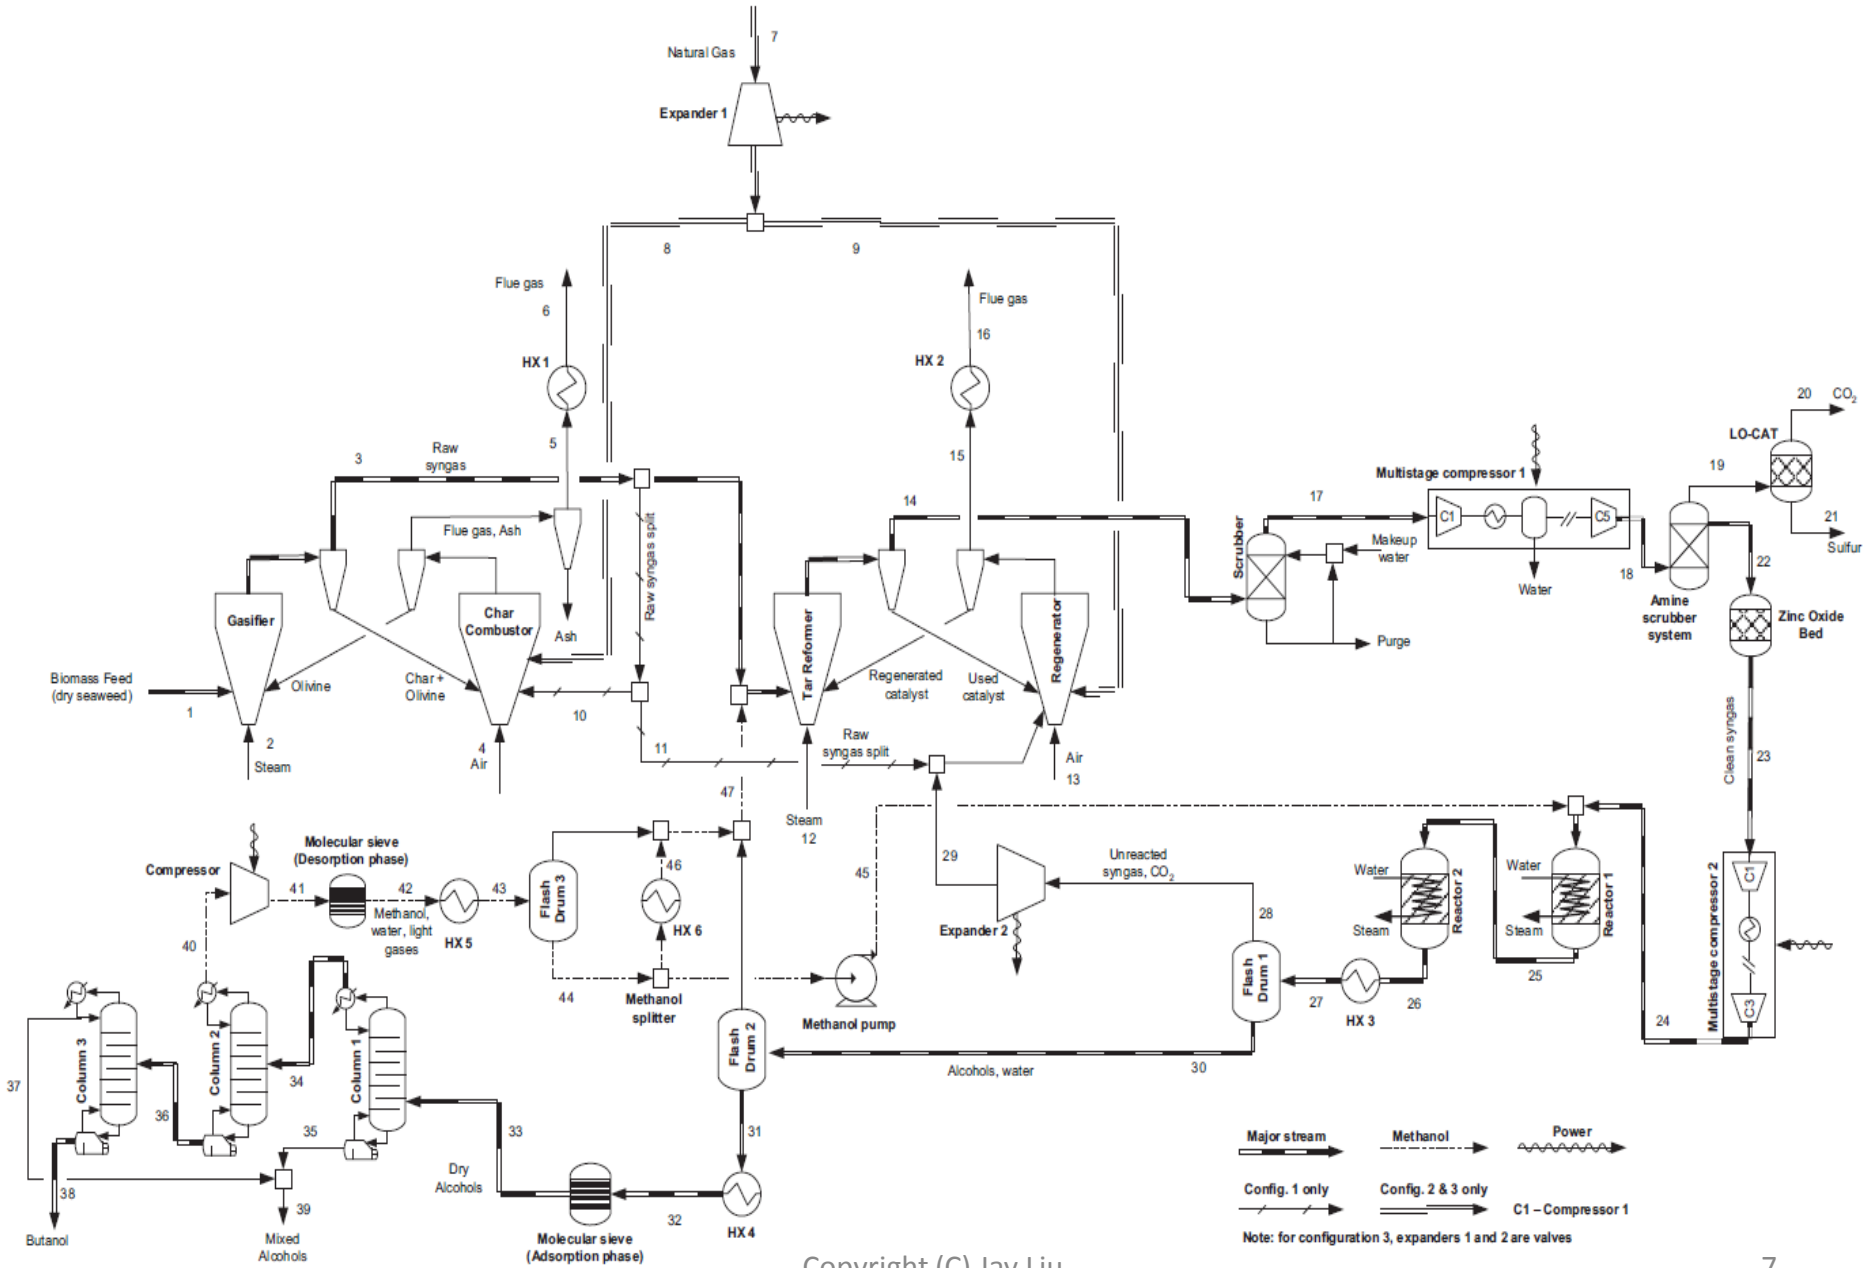 7
Natural Gas
Expander 1
8
9
Flue gas
6
HX 1
5
Flue gas
16
HX 2
15
3
Raw
syngas
Flue gas, Ash
Raw syngas split
14
Gasifier
Char
Combustor
Ash
Biomass Feed
(dry seaweed)
1
Olivine
Char +
Olivine
2
Steam
4
Air
10
11
Tar Reformer
Regenerated
catalyst
Used
catalyst
Regenerator
Raw
syngas split
Air
13
Steam
12
47
Scrubber
17
Makeup
water
Purge
Multistage compressor 1
C1
C5
Water
18
Amine
scrubber
system
19
LO-CAT
20
CO2
21
Sulfur
22
Zinc Oxide
Bed
Clean syngas
23
Multistage compressor 2
C1
C3
24
Reactor 1
Water
Steam
25
Reactor 2
Water
Steam
26
HX 3
27
Flash
Drum 1
28
Unreacted
syngas, CO2
Expander 2
29
30
Alcohols, water
45
Methanol pump
Compressor
Molecular sieve
(Desorption phase)
40
41
42
Methanol,
water, light
gases
HX 5
43
Flash
Drum 3
44
46
HX 6
Methanol
splitter
Flash
Drum 2
31
HX 4
32
Molecular sieve
(Adsorption phase)
Dry
Alcohols
33
Column 1
34
35
Column 2
36
Column 3
37
38
Butanol
39
Mixed
Alcohols
Major stream
Methanol
Power
Config. 1 only
Config. 2 & 3 only
C1 – Compressor 1
Note: for configuration 3, expanders 1 and 2 are valves
Copyright (C) Jay Liu
7